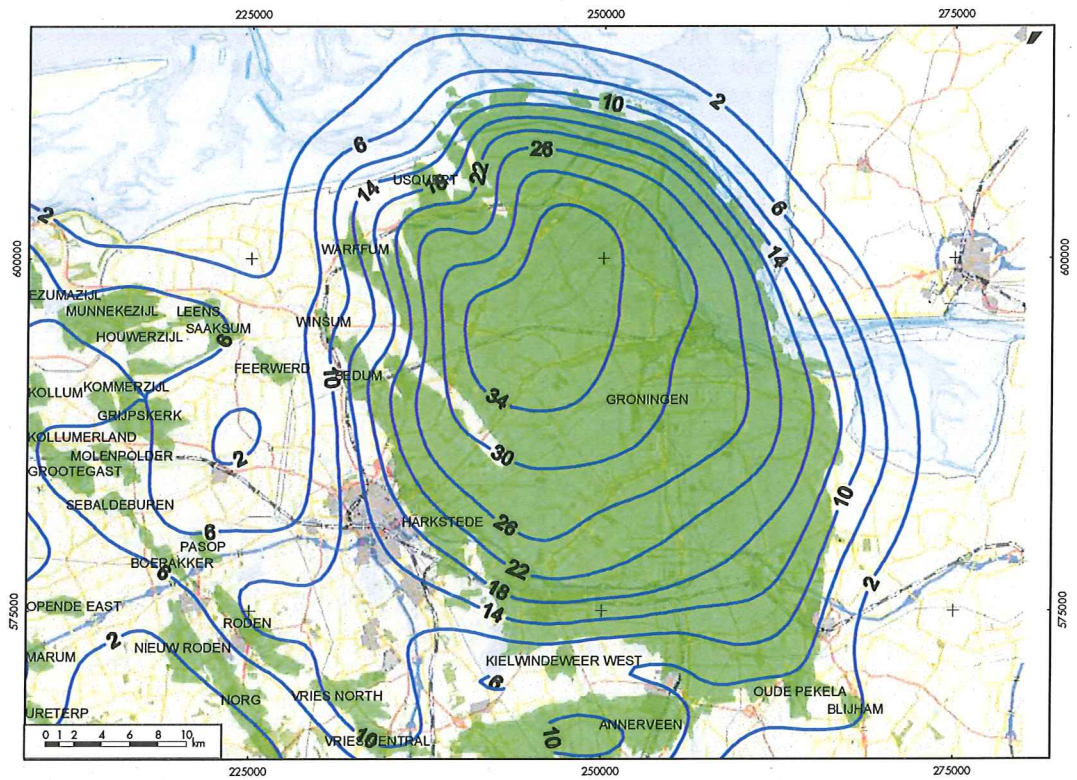 225000 250000 275000
2
10
6
26
22
14
18
USQUERT
2
6
WARFFUM
14
600000 600000
EZUMAZIJL
MUNNEKEZIJL
LEENS
SAAKSUM
WINSUM
HOUWERZIJL
6
FEERWERD
10
BEDUM
KOMMERZIJL
KOLLUM
34
GRONINGEN
GRIJPSKERK
KOLLUMERLAND
MOLENPOLDER
2
30
GROOTEGAST
10
SEBALDEBUREN
HARKSTEDE
26
6
PASOP
BOERAKKER
22
6
2
18
OPENDE EAST
14
575000 575000
RODEN
2
NIEUW RODEN
MARUM
KIELWINDEWEER WEST
6
OUDE PEKELA
VRIES NORTH
NORG
BLIJHAM
URETERP
ANNERVEEN
10
VRIES CENTRAL
10
0 1 2 4 6 8 10
km
225000 250000 275000